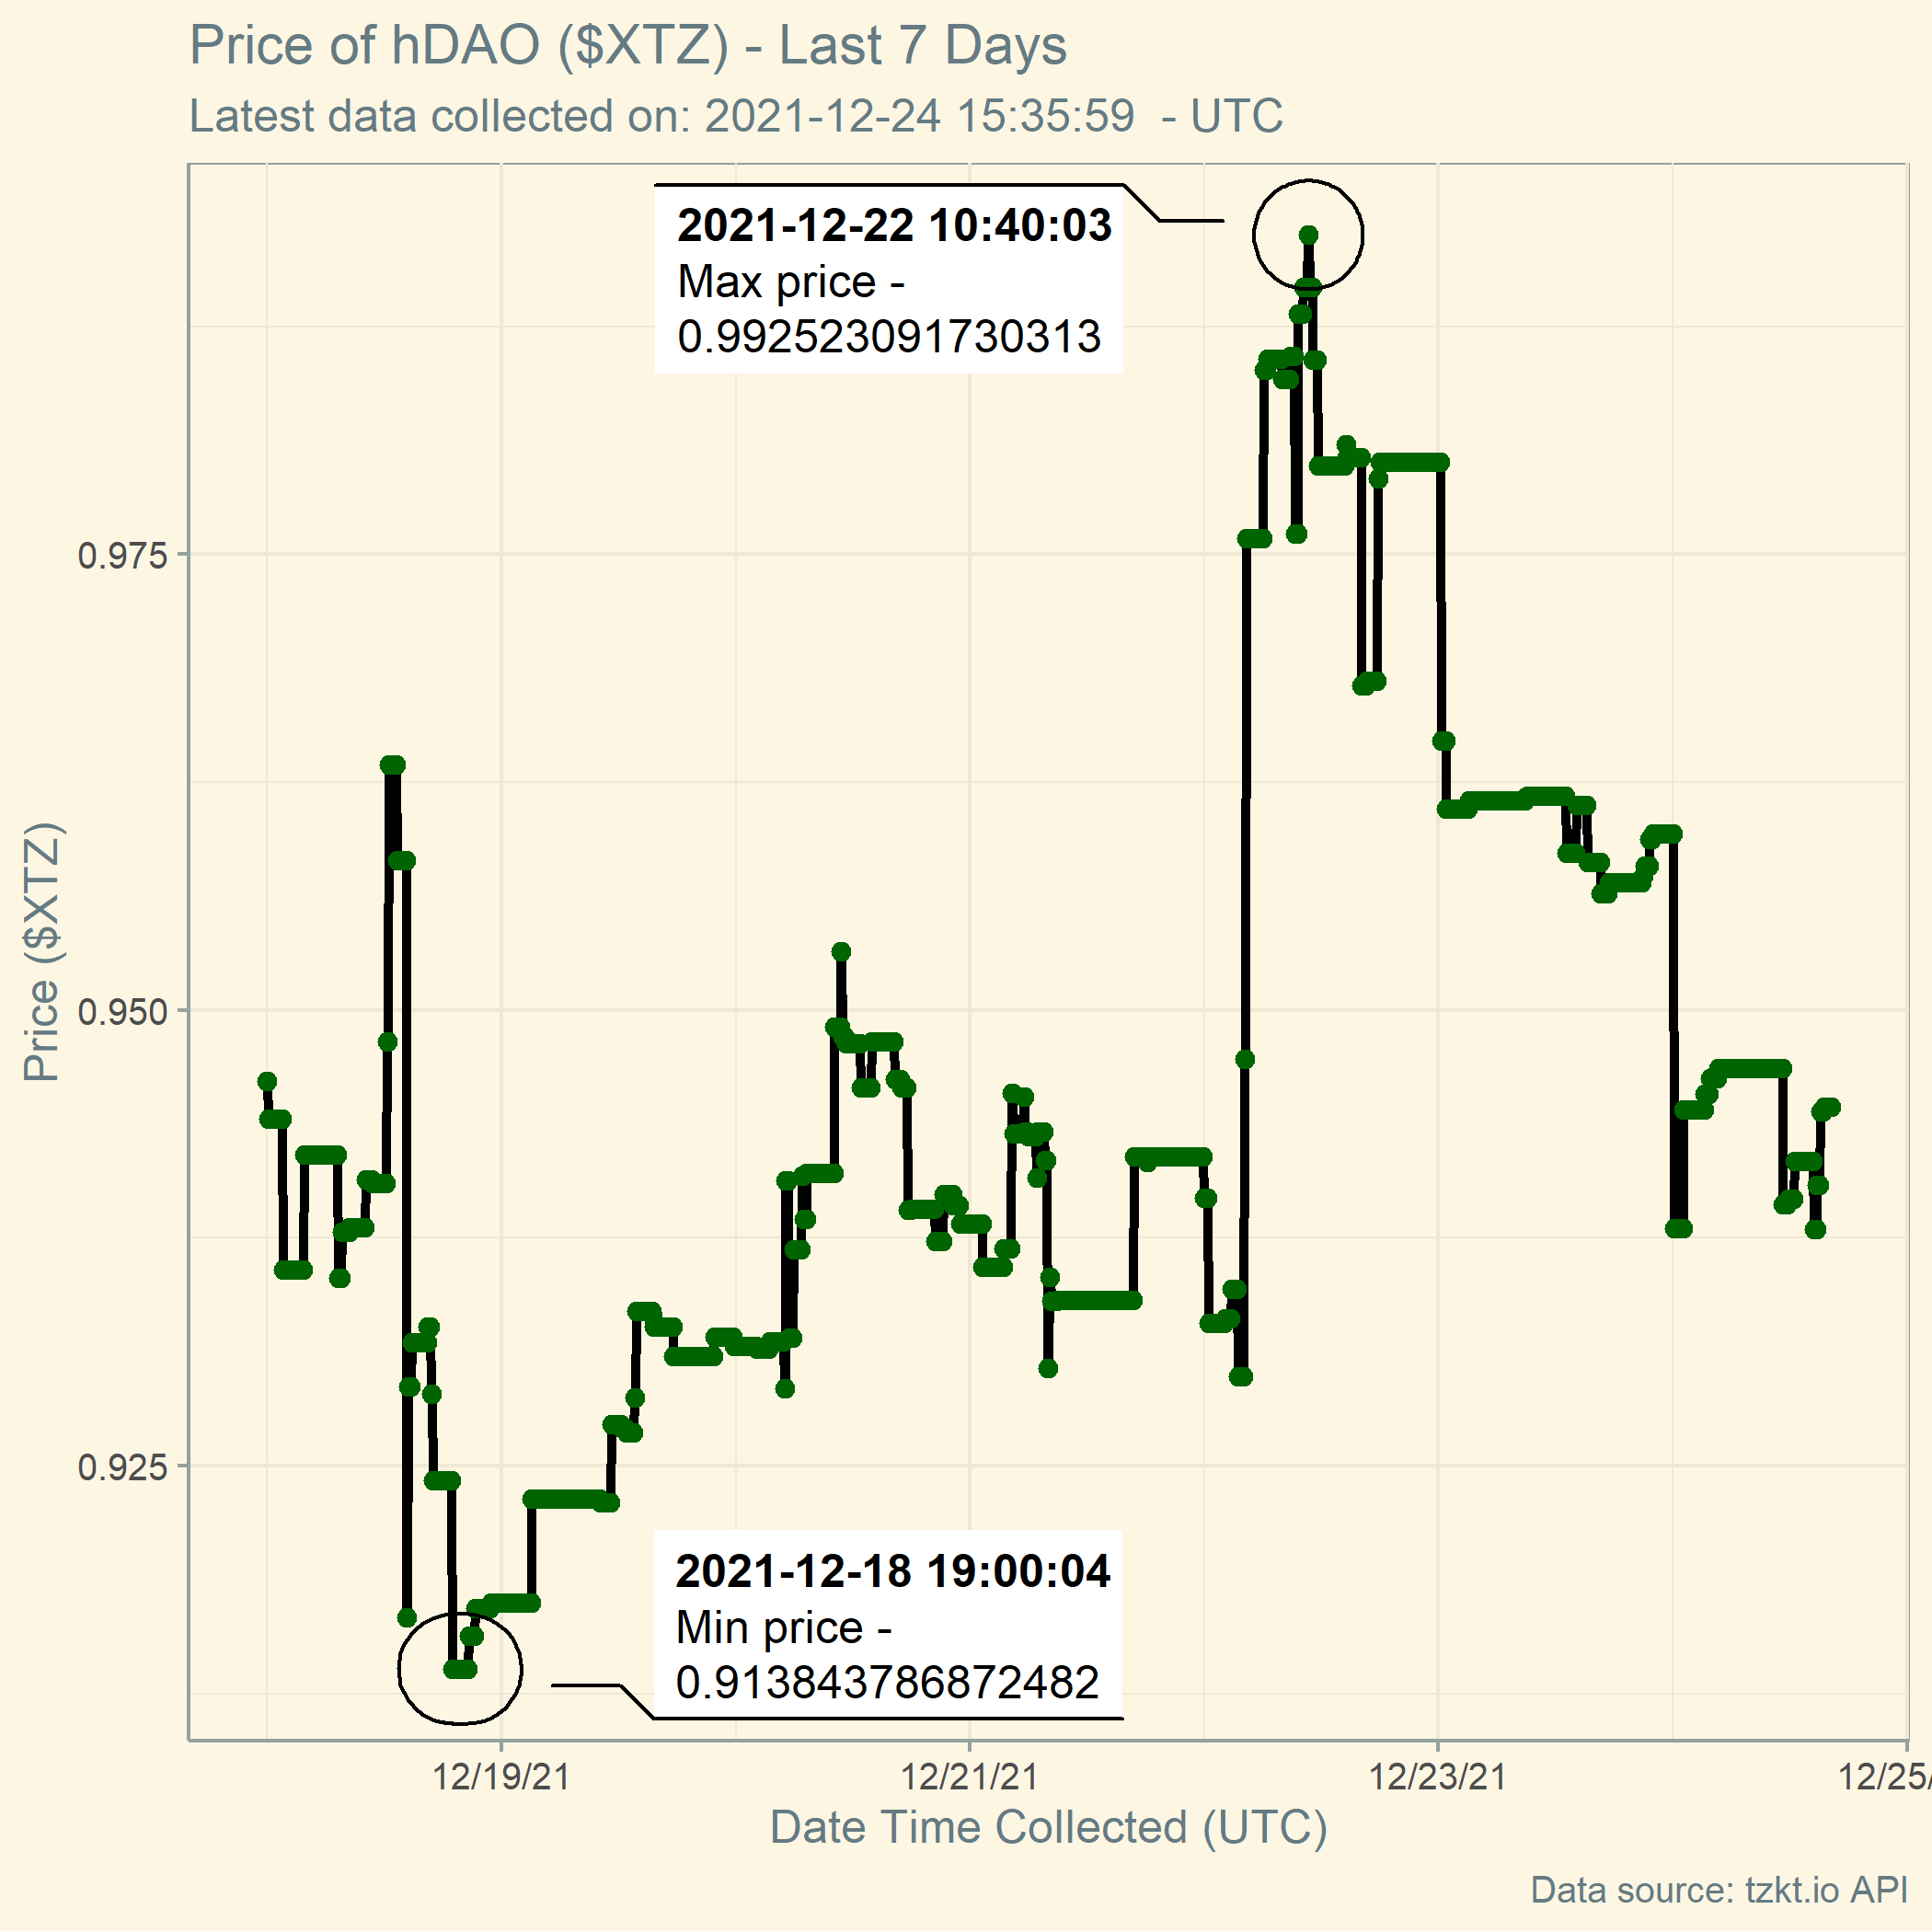 Price of hDAO ($XTZ) - Last 7 Days
Latest data collected on: 2021-12-24 15:35:59  - UTC
2021-12-22 10:40:03
Max price -
0.992523091730313
0.975
0.950
0.925
Price ($XTZ)
2021-12-18 19:00:04
Min price -
0.913843786872482
12/19/21
12/21/21
12/23/21
12/25/
Date Time Collected (UTC)
Data source: tzkt.io API